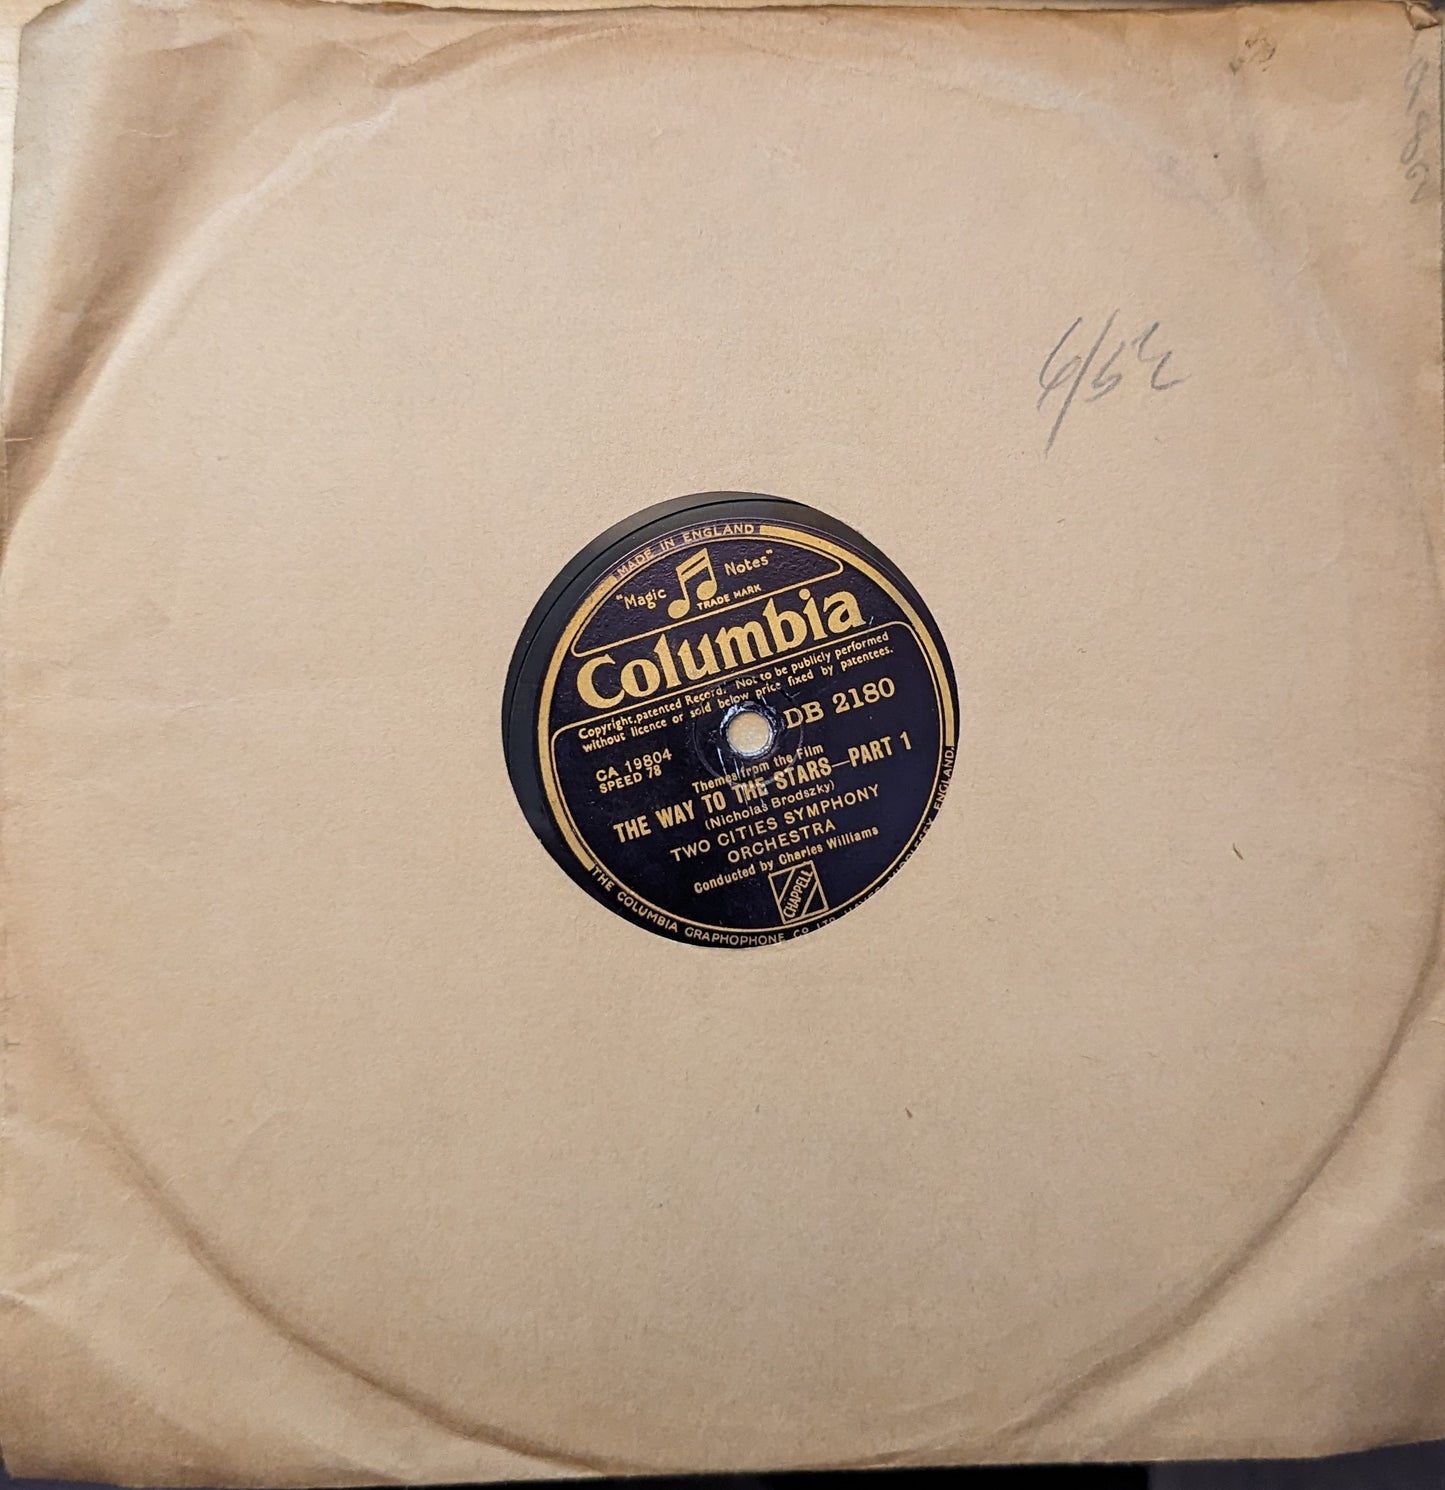 MADE IN ENGLAND
"Magic Notes"
TRADE MARK
Columbia
Copyright, patented Record. Not to be publicly performed
without licence or sold below price fixed by patentees.
DB 2180
CA 19804
SPEED 78
Themes from the Film
THE WAY TO THE STARS—PART 1
(Nicholas Brodszky)
TWO CITIES SYMPHONY
ORCHESTRA
Conducted by Charles Williams
CHAPPELL
THE COLUMBIA GRAPHOPHONE CO. LTD. HAYES, MIDDLESEX, ENGLAND.